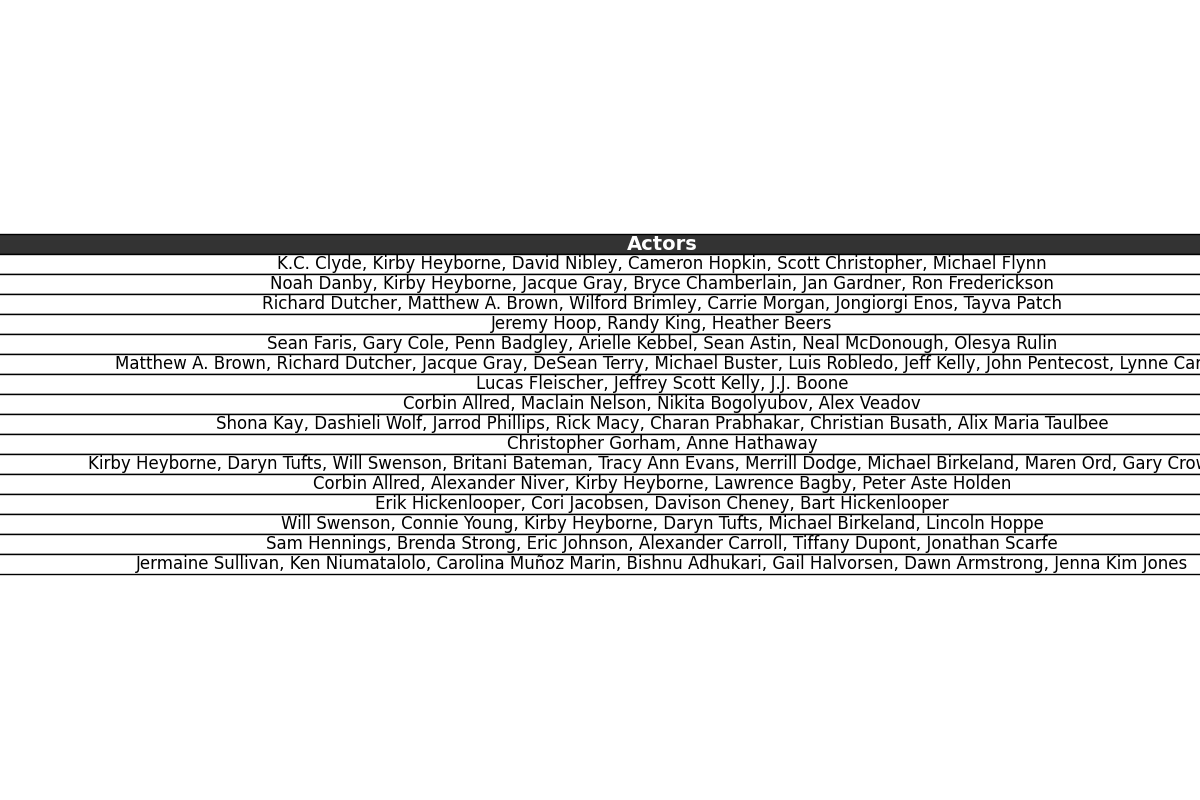 Actors
K.C. Clyde, Kirby Heyborne, David Nibley, Cameron Hopkin, Scott Christopher, Michael Flynn
Noah Danby, Kirby Heyborne, Jacque Gray, Bryce Chamberlain, Jan Gardner, Ron Frederickson
Richard Dutcher, Matthew A. Brown, Wilford Brimley, Carrie Morgan, Jongiorgi Enos, Tayva Patch
Jeremy Hoop, Randy King, Heather Beers
Sean Faris, Gary Cole, Penn Badgley, Arielle Kebbel, Sean Astin, Neal McDonough, Olesya Rulin
Matthew A. Brown, Richard Dutcher, Jacque Gray, DeSean Terry, Michael Buster, Luis Robledo, Jeff Kelly, John Pentecost, Lynne
Lucas Fleischer, Jeffrey Scott Kelly, J.J. Boone
Corbin Allred, Maclain Nelson, Nikita Bogolyubov, Alex Veadov
Shona Kay, Dashieli Wolf, Jarrod Phillips, Rick Macy, Charan Prabhakar, Christian Busath, Alix Maria Taulbee
Christopher Gorham, Anne Hathaway
Kirby Heyborne, Daryn Tufts, Will Swenson, Britani Bateman, Tracy Ann Evans, Merrill Dodge, Michael Birkeland, Maren Ord, Gary
Corbin Allred, Alexander Niver, Kirby Heyborne, Lawrence Bagby, Peter Aste Holden
Erik Hickenlooper, Cori Jacobsen, Davison Cheney, Bart Hickenlooper
Will Swenson, Connie Young, Kirby Heyborne, Daryn Tufts, Michael Birkeland, Lincoln Hoppe
Sam Hennings, Brenda Strong, Eric Johnson, Alexander Carroll, Tiffany Dupont, Jonathan Scarfe
Jermaine Sullivan, Ken Niumatalolo, Carolina Muñoz Marin, Bishnu Adhukari, Gail Halvorsen, Dawn Armstrong, Jenna Kim Jones